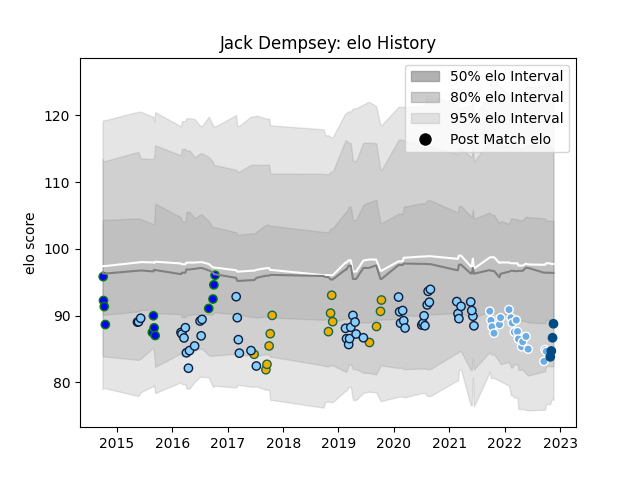 Jack Dempsey: elo History
50% elo Interval
80% elo Interval
95% elo Interval
Post Match elo
elo score
120
110
100
90
80
2015 2016 2017 2018 2019 2020 2021 2022 2023